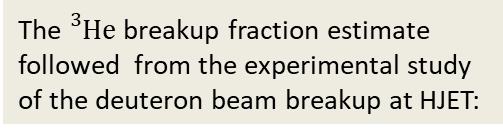 The ³He breakup fraction estimate
followed from the experimental study
of the deuteron beam breakup at HJET: